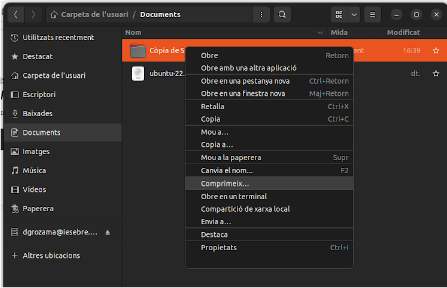 Carpeta de l'usuari / Documents
Nom Mida Modificat
Utilitzats recentment
Destacat
Carpeta de l'usuari
Escriptori
Baixades
Documents
Imatges
Música
Vídeos
Paperera
dgrozama@iesebre....
Altres ubicacions
Còpia de S 16:39
ubuntu-22. dt.
Obre Retorn
Obre amb una altra aplicació
Obre en una pestanya nova Ctrl+Retorn
Obre en una finestra nova Maj+Retorn
Retalla Ctrl+X
Copia Ctrl+C
Mou a...
Copia a...
Mou a la paperera Supr
Canvia el nom... F2
Comprimeix...
Obre en un terminal
Compartició de xarxa local
Envia a...
Destaca
Propietats Ctrl+I